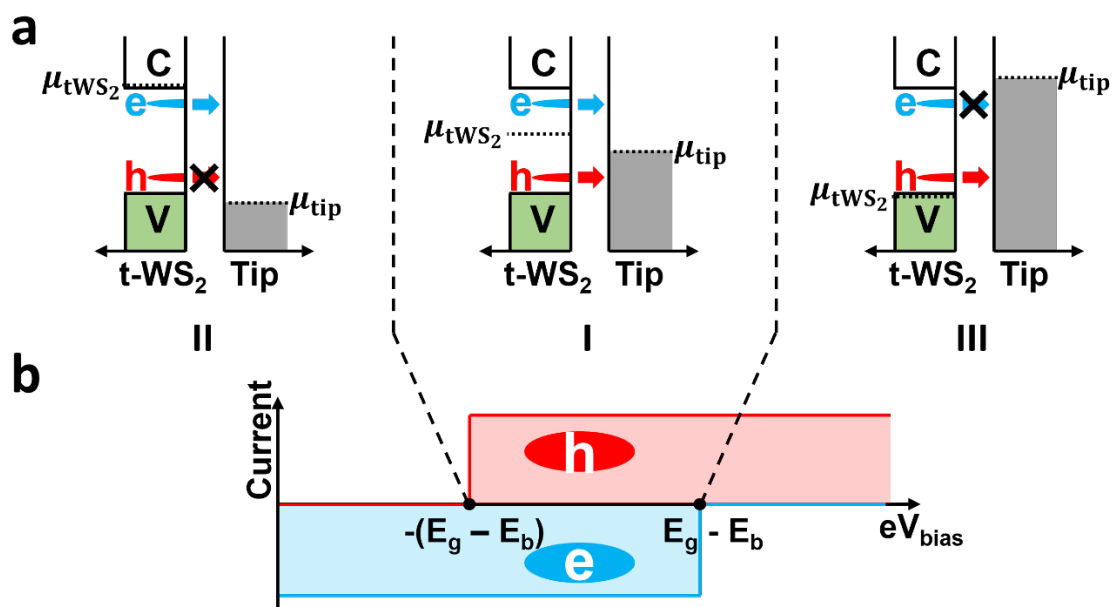 a
C
μtWS₂
e
h
V
μtip
t-WS₂ Tip
II
C
e
μtWS₂
μtip
h
V
t-WS₂ Tip
I
C
μtip
e
h
μtWS₂
V
t-WS₂ Tip
III
b
Current
h
-(Eg – Eb)
Eg - Eb
eVbias
e